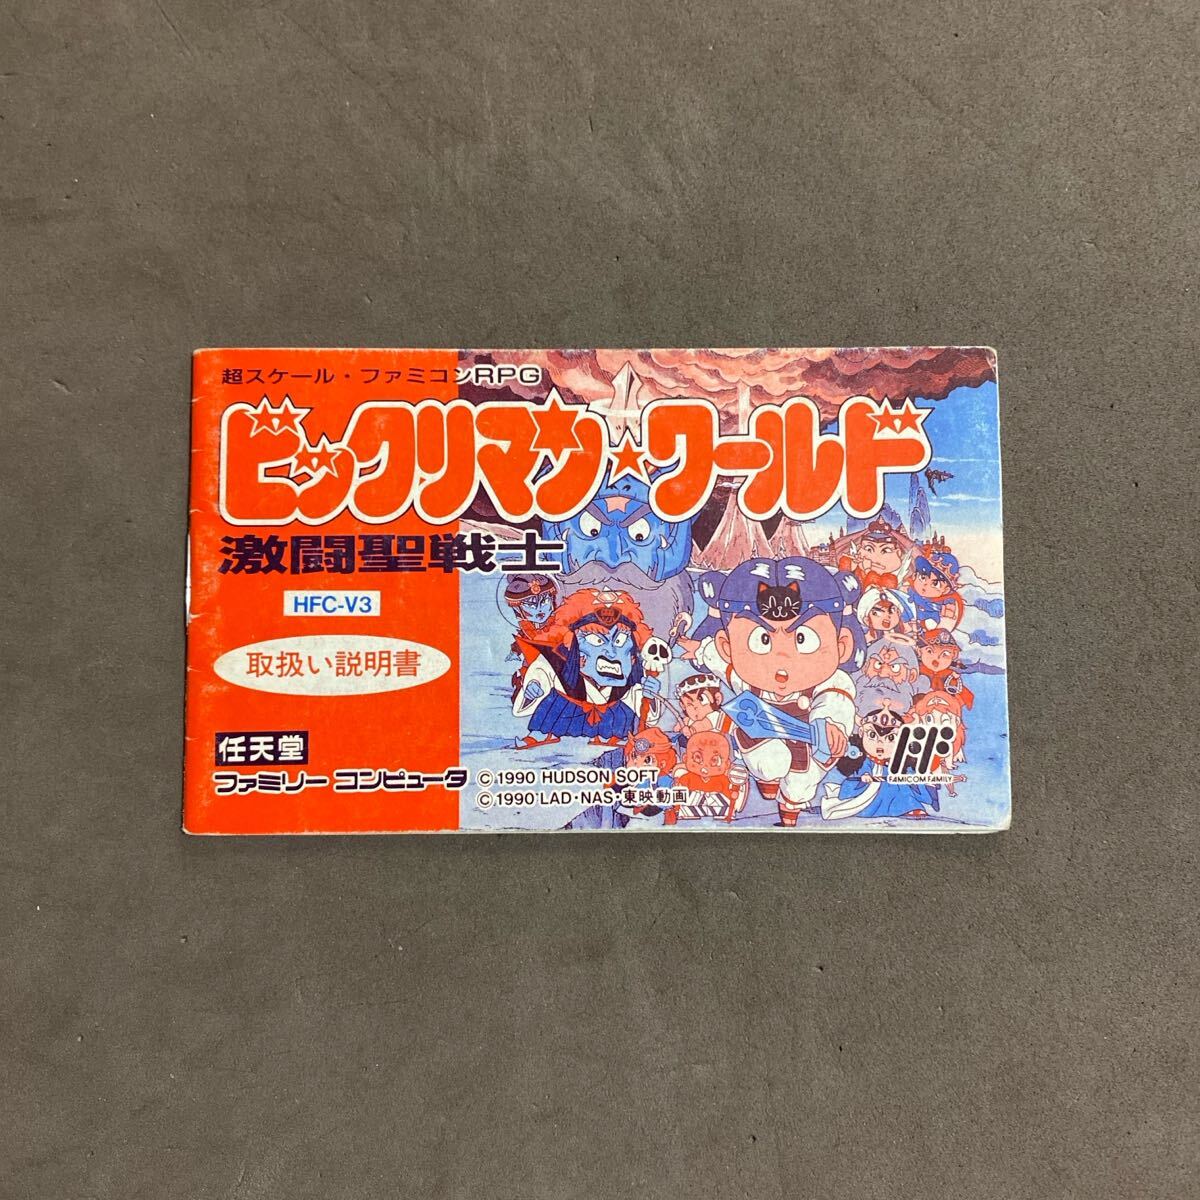 超スケール・ファミコンRPG
ビックリマン★ワールド
激闘聖戦士
HFC-V3
取扱い説明書
任天堂
ファミリーコンピュータ
©1990 HUDSON SOFT
©1990 LAD・NAS・東映動画
FF
FAMICOM FAMILY